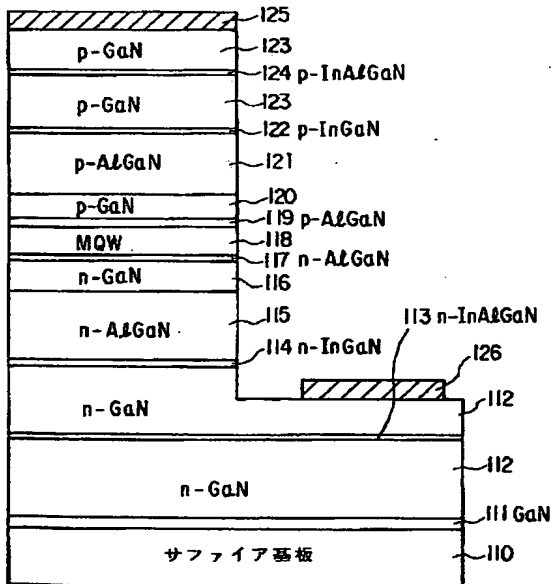 125
p-GaN 123
124 p-InAlGaN
p-GaN 123
122 p-InGaN
p-AlGaN 121
p-GaN 120
119 p-AlGaN
MQW 118
117 n-AlGaN
n-GaN 116
n-AlGaN 115
113 n-InAlGaN
114 n-InGaN
126
n-GaN 112
n-GaN 112
111 GaN
サファイア基板 110